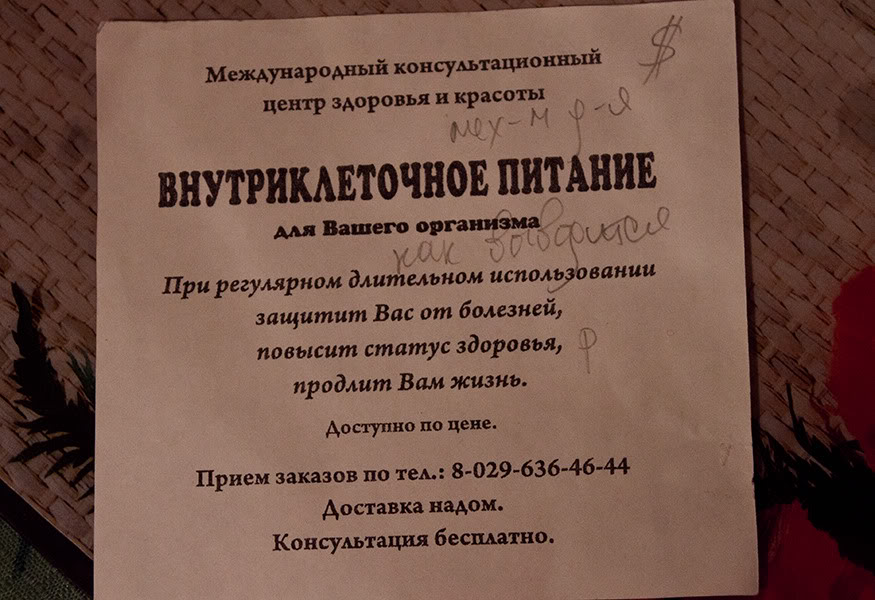 Международный консультационный
$
центр здоровья и красоты
мех-м д-я
ВНУТРИКЛЕТОЧНОЕ ПИТАНИЕ
для Вашего организма
как выводится
При регулярном длительном использовании
защитит Вас от болезней,
повысит статус здоровья,
продлит Вам жизнь.
Доступно по цене.
Прием заказов по тел.: 8-029-636-46-44
Доставка надом.
Консультация бесплатно.